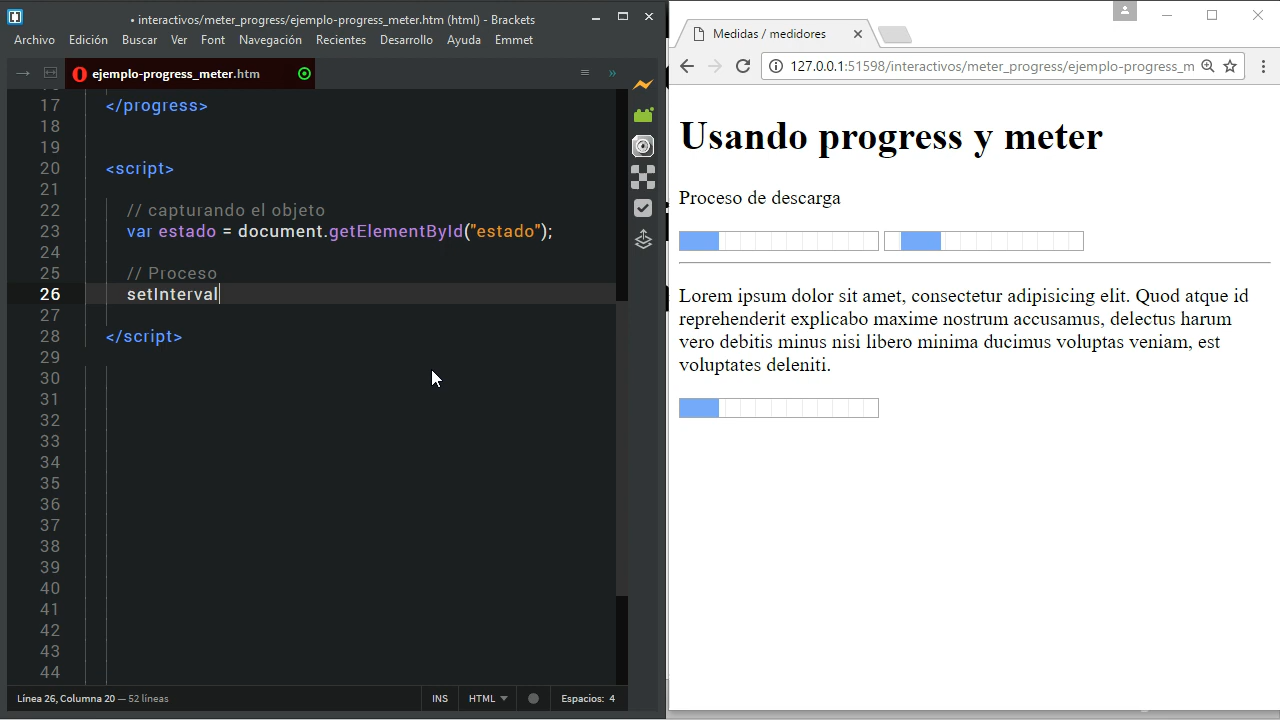 • interactivos/meter_progress/ejemplo-progress_meter.htm (html) - Brackets
Archivo Edición Buscar Ver Font Navegación Recientes Desarrollo Ayuda Emmet
ejemplo-progress_meter.htm
17 </progress>
18
19
20 <script>
21
22 // capturando el objeto
23 var estado = document.getElementById("estado");
24
25 // Proceso
26 setInterval
27
28 </script>
29
30
31
32
33
34
35
36
37
38
39
40
41
42
43
44
Línea 26, Columna 20 — 52 líneas INS HTML Espacios: 4
Medidas / medidores
127.0.0.1:51598/interactivos/meter_progress/ejemplo-progress_m
Usando progress y meter
Proceso de descarga
Lorem ipsum dolor sit amet, consectetur adipisicing elit. Quod atque id
reprehenderit explicabo maxime nostrum accusamus, delectus harum
vero debitis minus nisi libero minima ducimus voluptas veniam, est
voluptates deleniti.